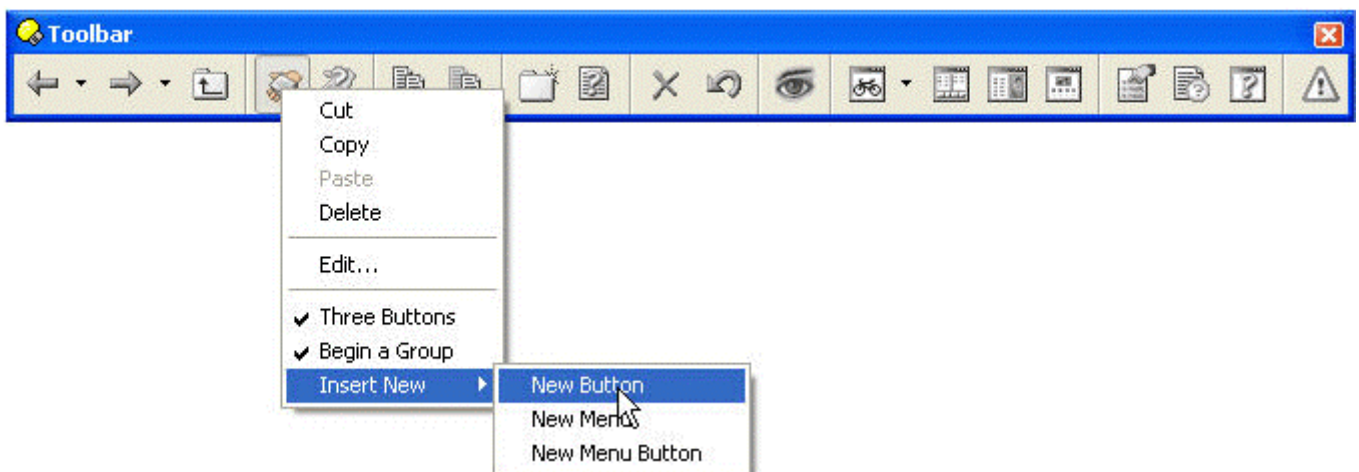 Toolbar
Cut
Copy
Paste
Delete
Edit...
Three Buttons
Begin a Group
Insert New
New Button
New Menu
New Menu Button